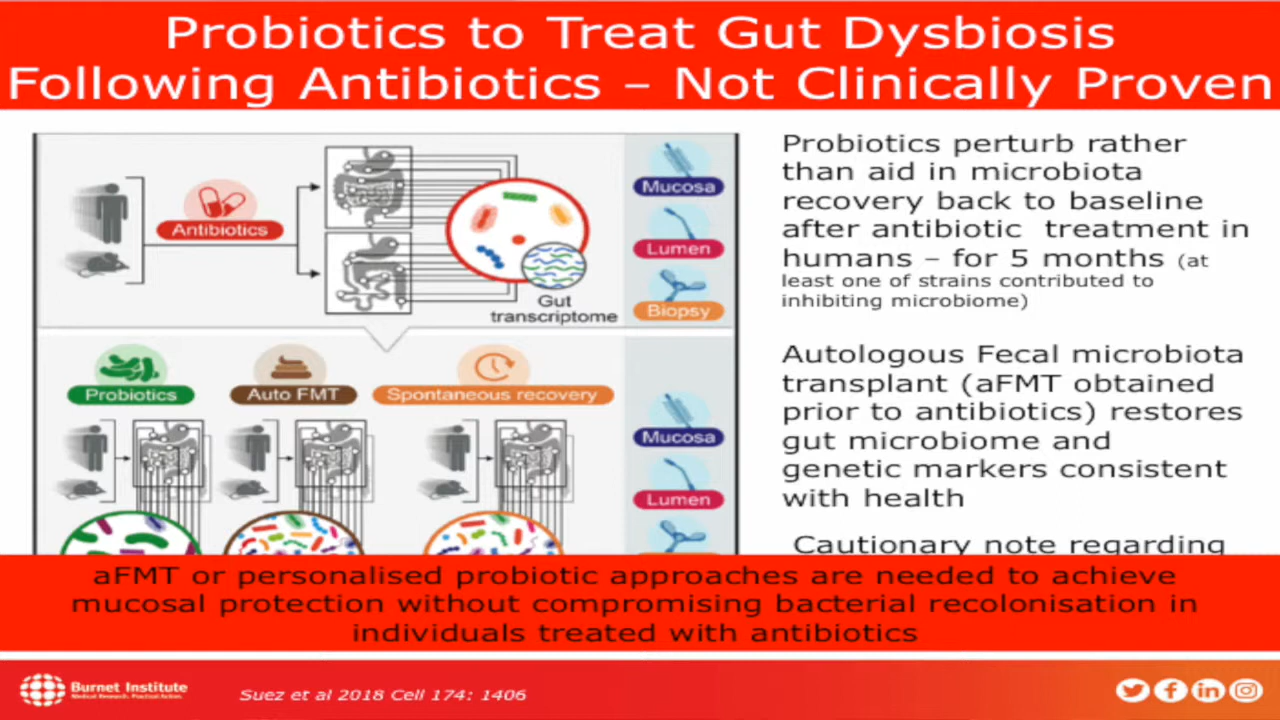 Probiotics to Treat Gut Dysbiosis
Following Antibiotics – Not Clinically Proven
Antibiotics
Gut
transcriptome
Mucosa
Lumen
Biopsy
Probiotics
Auto FMT
Spontaneous recovery
Mucosa
Lumen
Probiotics perturb rather
than aid in microbiota
recovery back to baseline
after antibiotic treatment in
humans – for 5 months (at
least one of strains contributed to
inhibiting microbiome)
Autologous Fecal microbiota
transplant (aFMT obtained
prior to antibiotics) restores
gut microbiome and
genetic markers consistent
with health
Cautionary note regarding
aFMT or personalised probiotic approaches are needed to achieve
mucosal protection without compromising bacterial recolonisation in
individuals treated with antibiotics
Burnet Institute
Medical Research. Practical Action.
Suez et al 2018 Cell 174: 1406